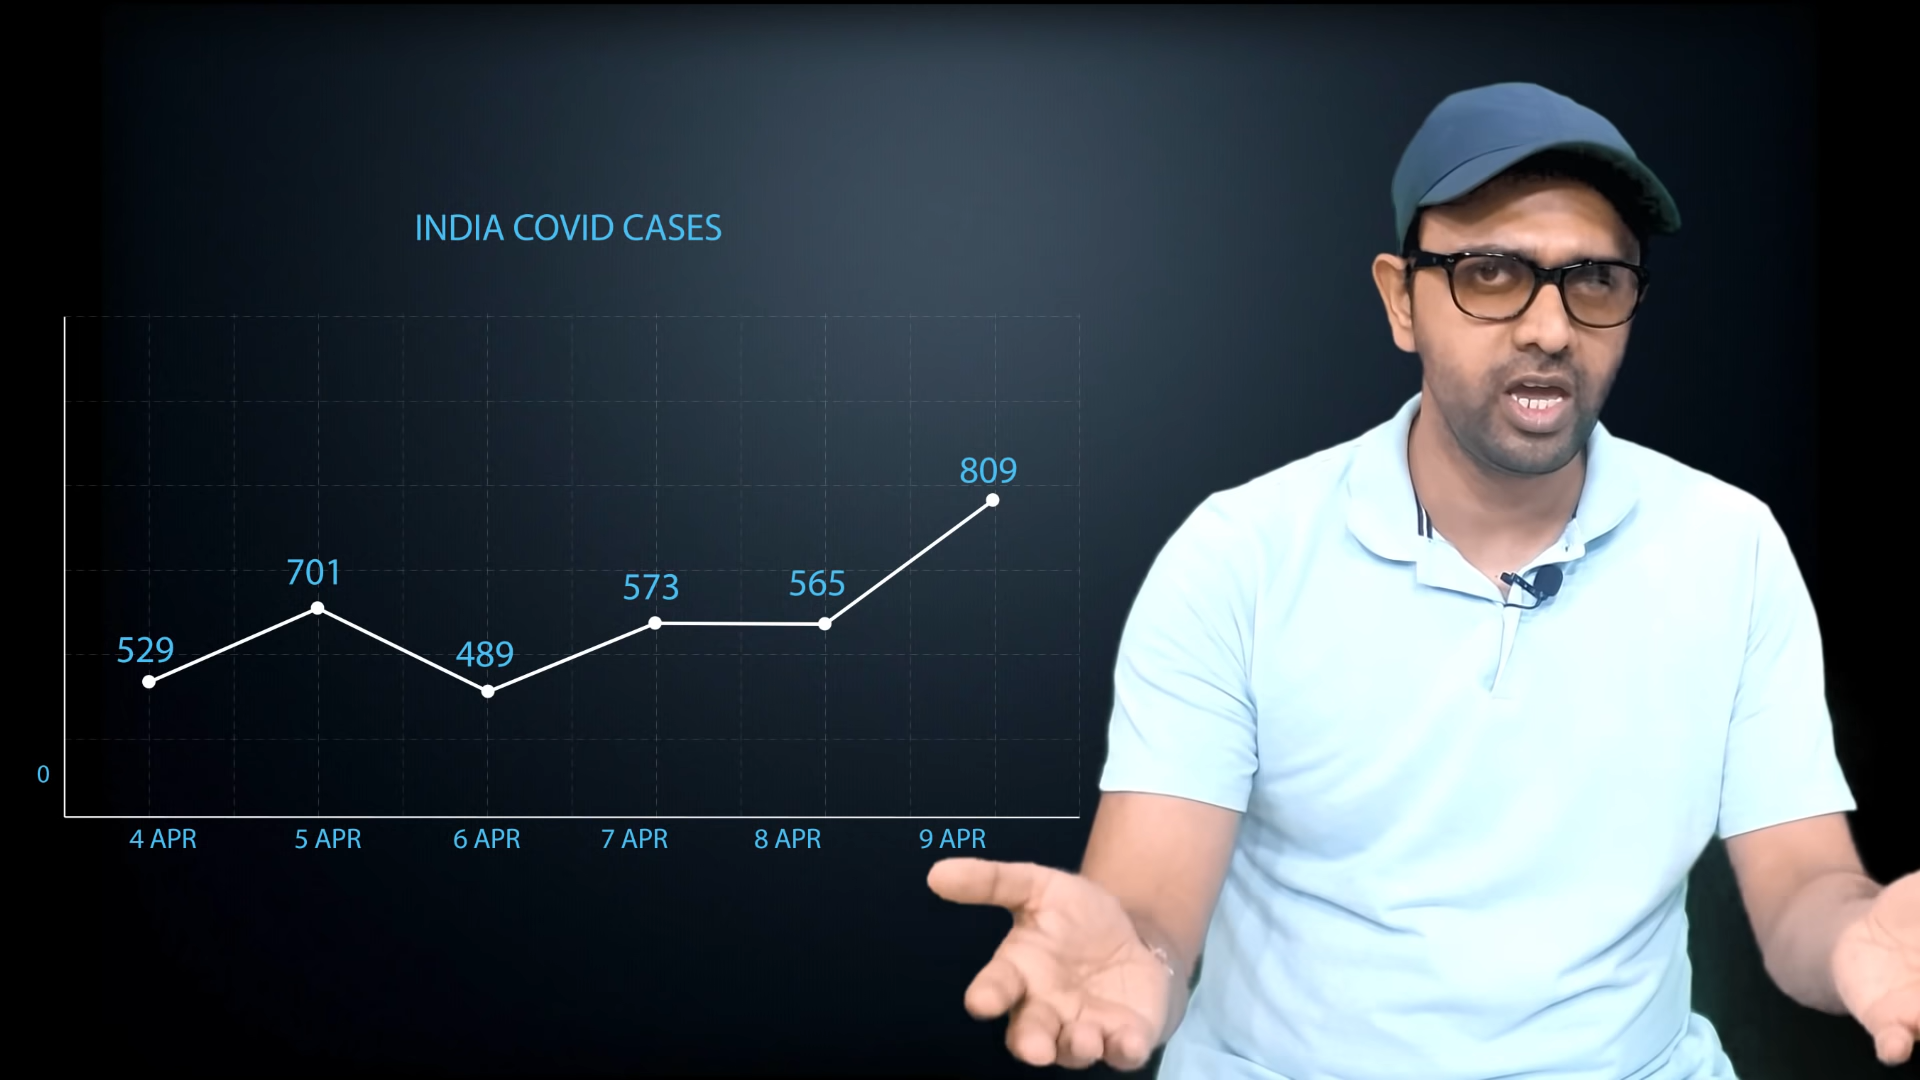 INDIA COVID CASES
809
701
573
565
529
489
0
4 APR
5 APR
6 APR
7 APR
8 APR
9 APR